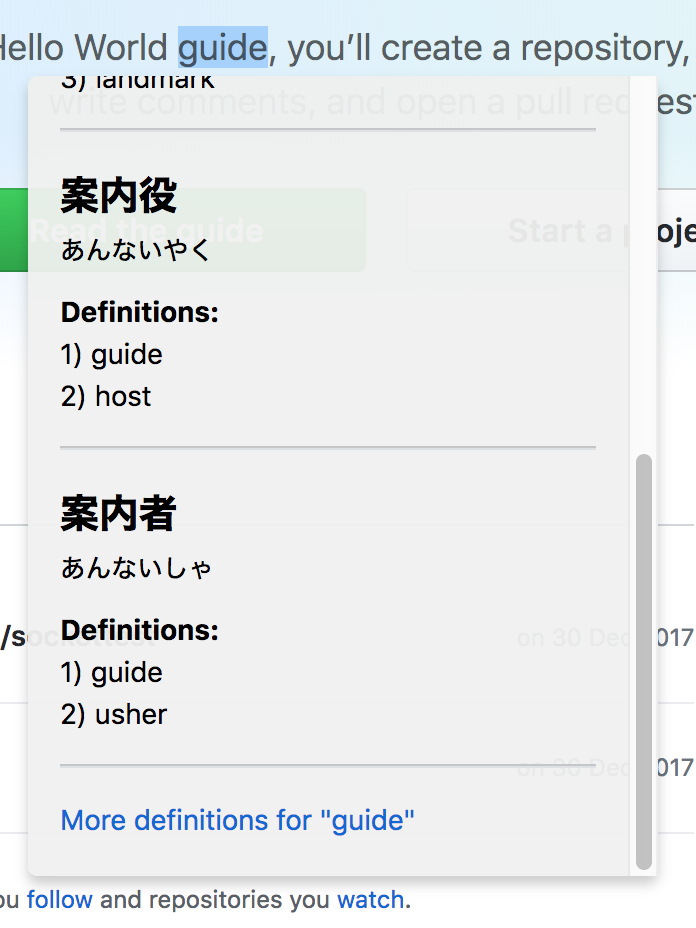 Hello World guide, you’ll create a repository,
3) landmark
write comments, and open a pull request
案内役
Read the guide
Start a proje
あんないやく
Definitions:
1) guide
2) host
案内者
あんないしゃ
Definitions:
on 30 Dec 2017
1) guide
2) usher
on 30 Dec 2017
More definitions for "guide"
ou follow and repositories you watch.